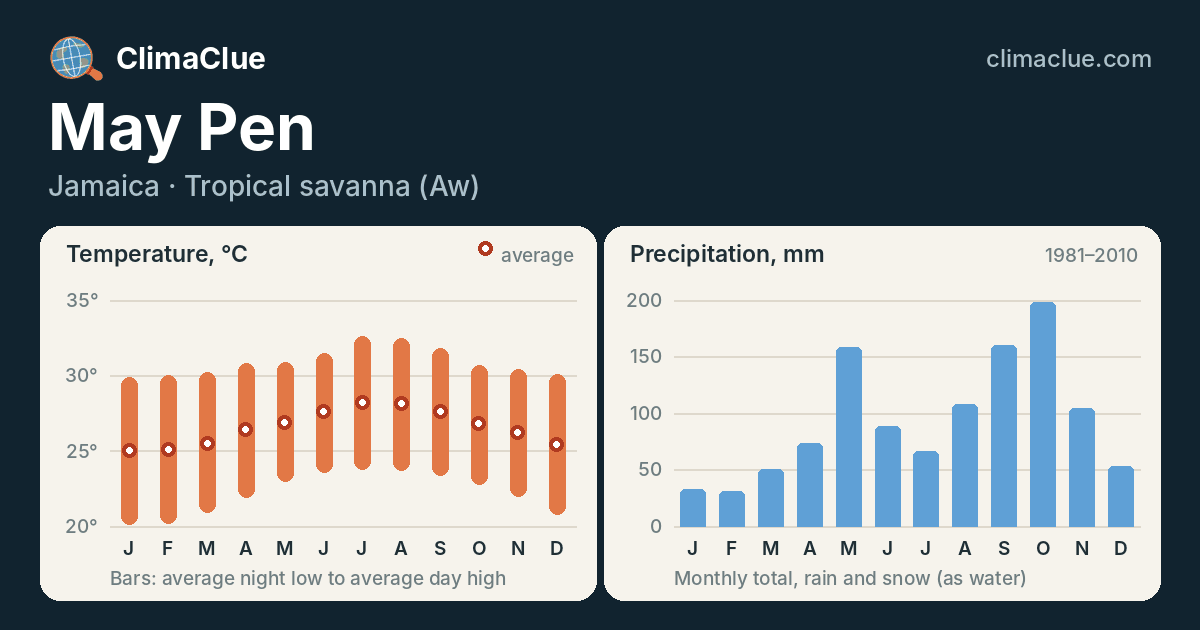 ClimaClue
climaclue.com
May Pen
Jamaica · Tropical savanna (Aw)
Temperature, °C
average
35°
30°
25°
20°
J F M A M J J A S O N D
Bars: average night low to average day high
Precipitation, mm
1981–2010
200
150
100
50
0
J F M A M J J A S O N D
Monthly total, rain and snow (as water)